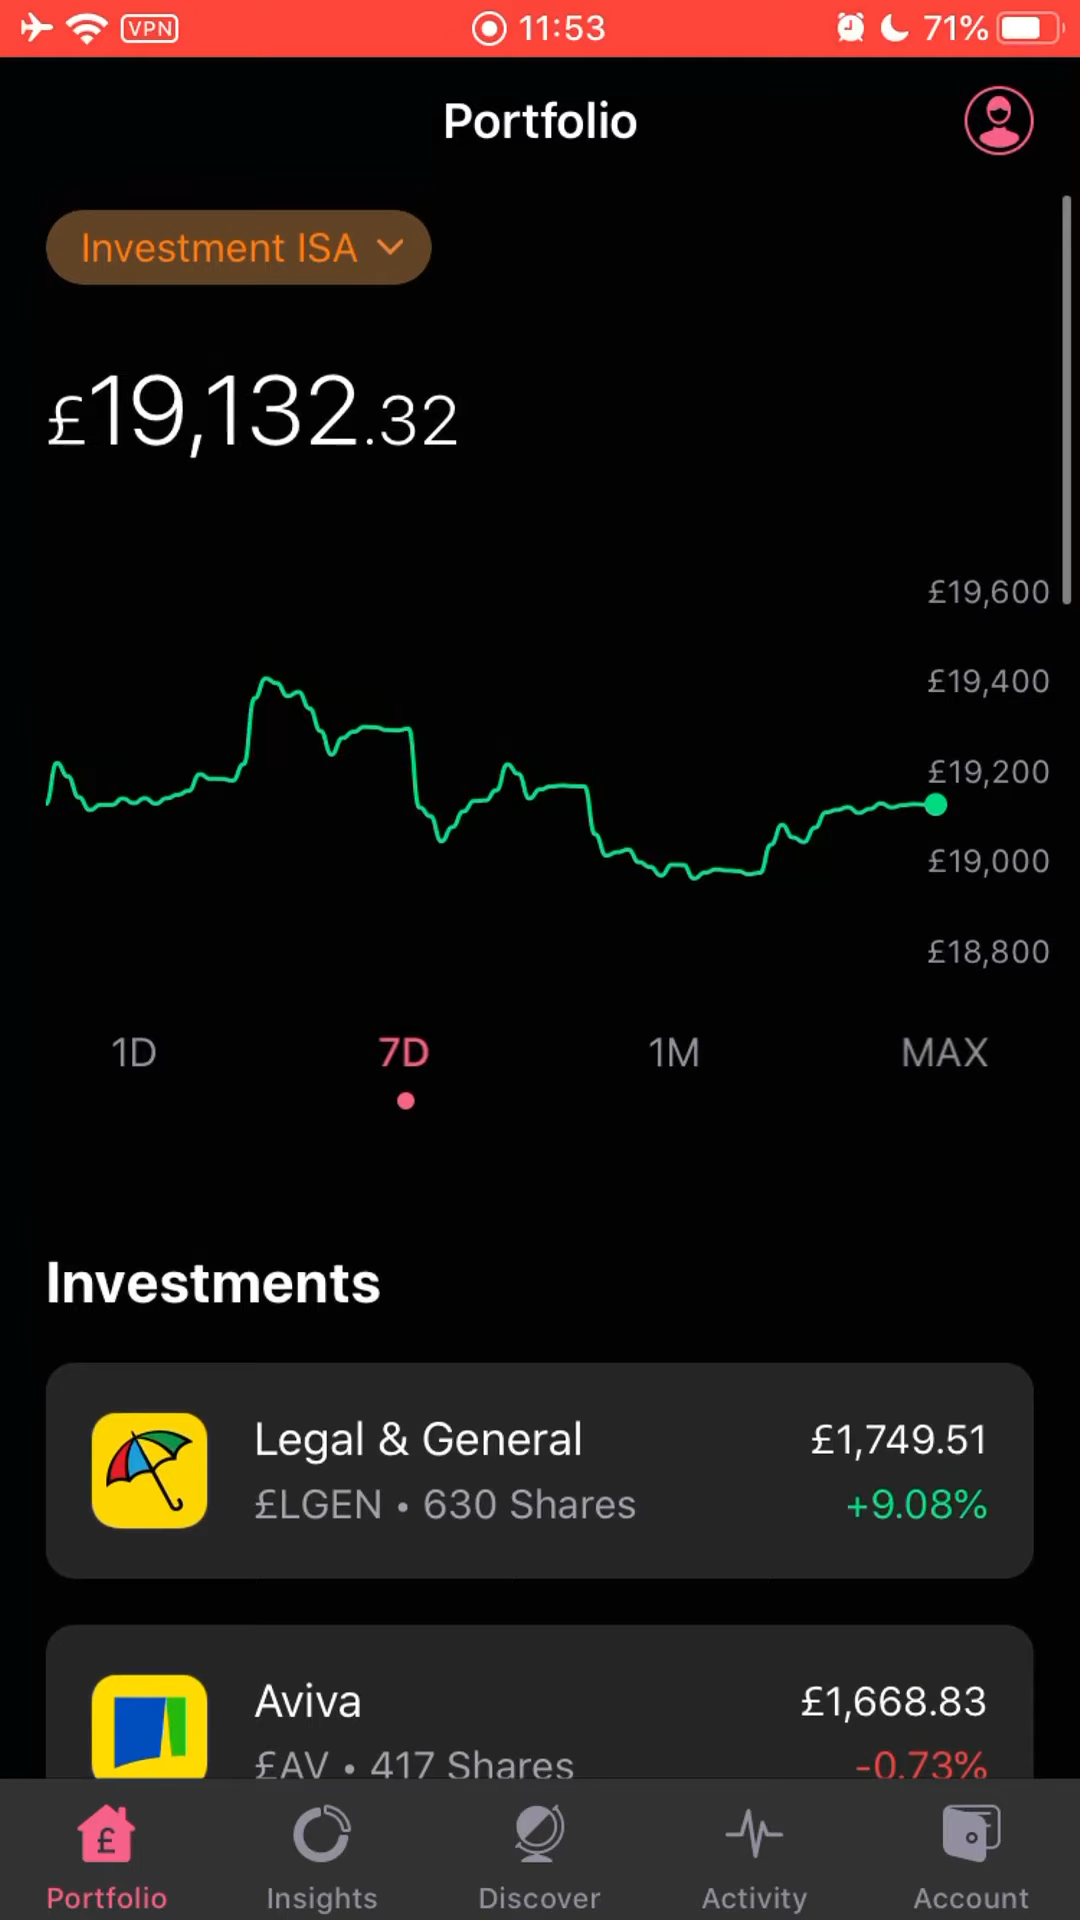 VPN 11:53 71%
Portfolio
Investment ISA
£19,132.32
£19,600
£19,400
£19,200
£19,000
£18,800
1D 7D 1M MAX
Investments
Legal & General £1,749.51
£LGEN • 630 Shares +9.08%
Aviva £1,668.83
£AV • 417 Shares -0.73%
£
Portfolio Insights Discover Activity Account